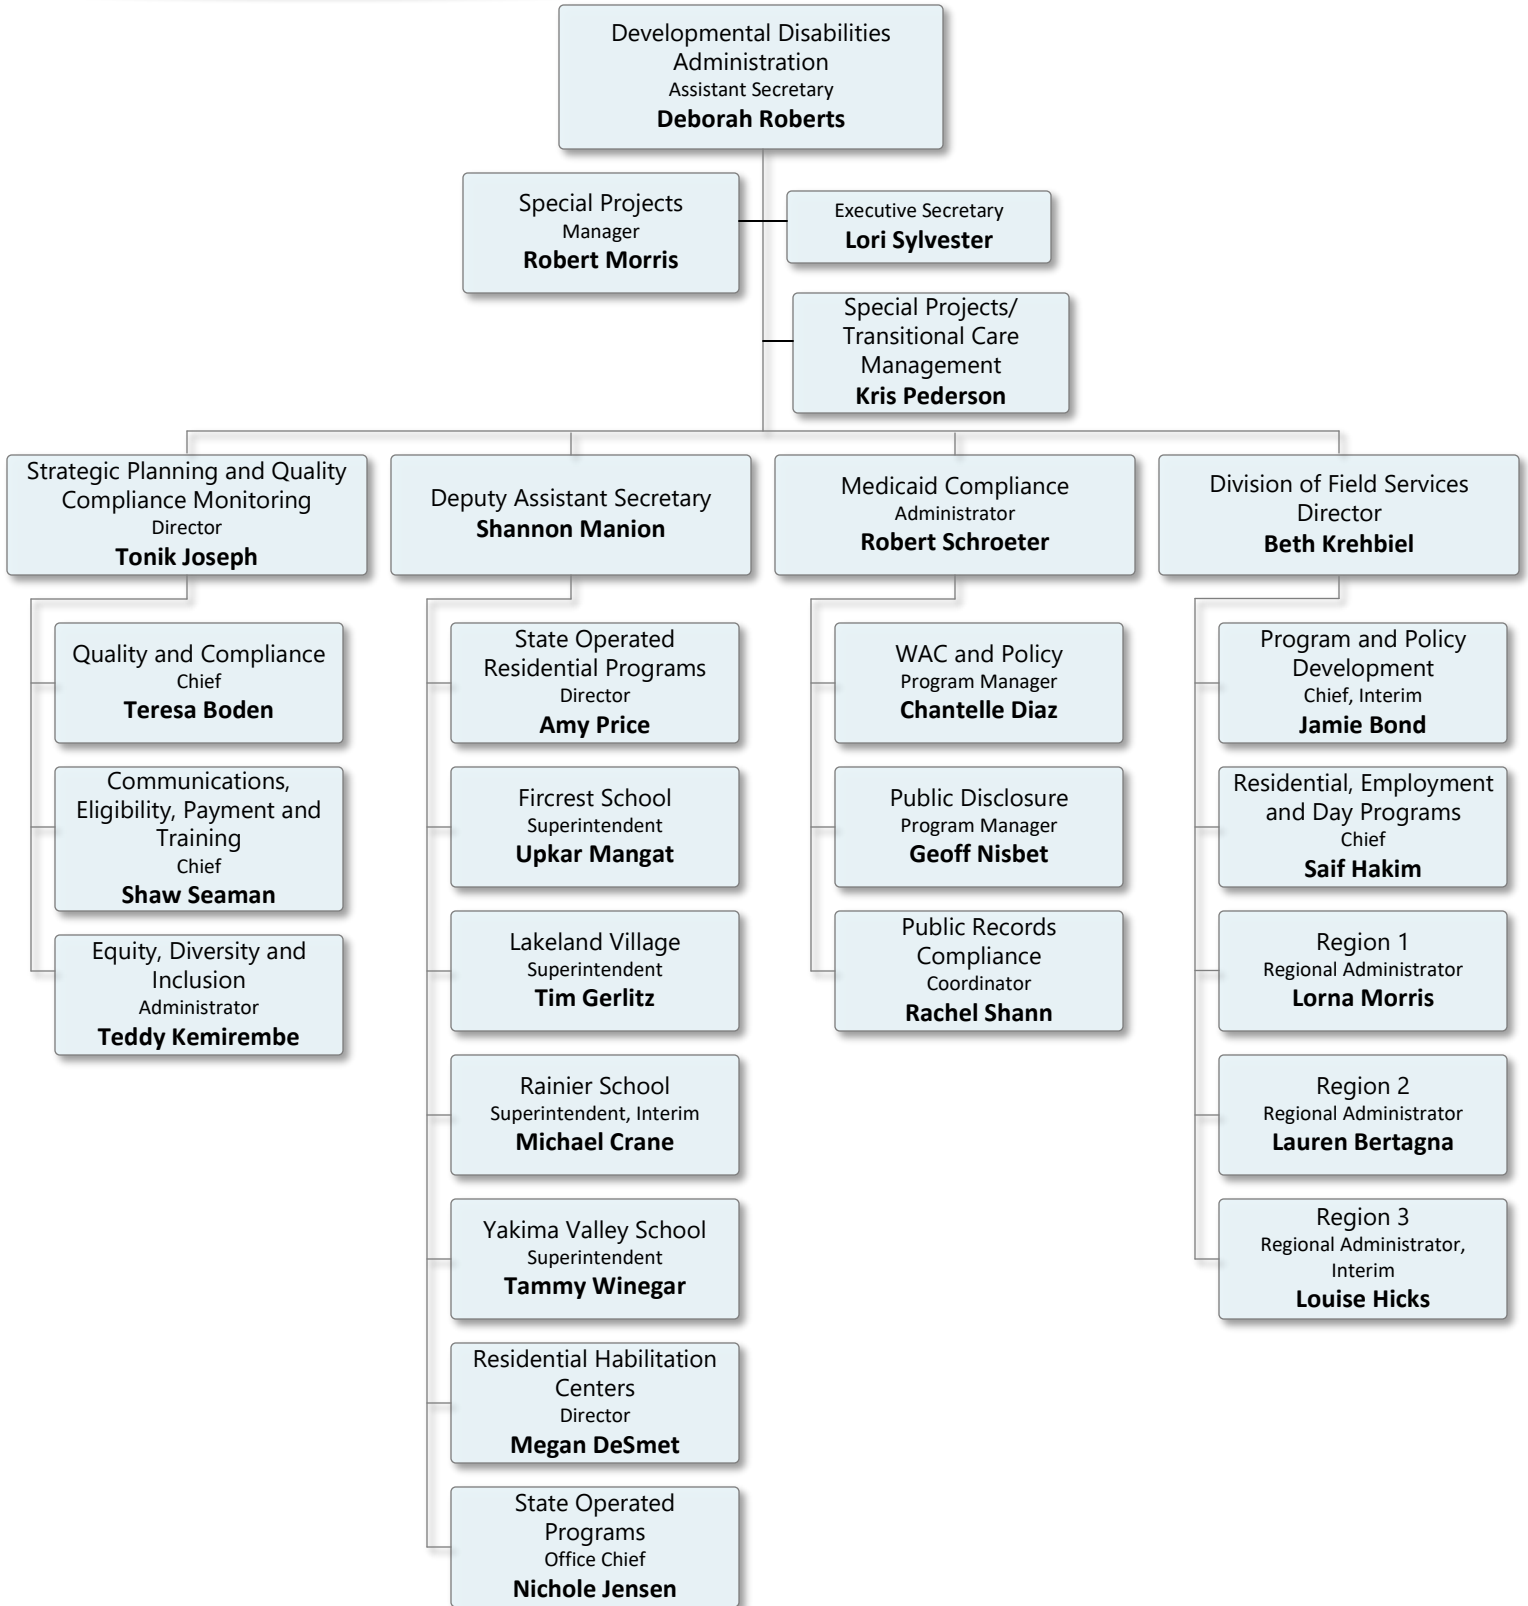 Developmental Disabilities
Administration
Assistant Secretary
Deborah Roberts
Special Projects
Manager
Robert Morris
Executive Secretary
Lori Sylvester
Special Projects/
Transitional Care
Management
Kris Pederson
Strategic Planning and Quality
Compliance Monitoring
Director
Tonik Joseph
Deputy Assistant Secretary
Shannon Manion
Medicaid Compliance
Administrator
Robert Schroeter
Division of Field Services
Director
Beth Krehbiel
Quality and Compliance
Chief
Teresa Boden
Communications,
Eligibility, Payment and
Training
Chief
Shaw Seaman
Equity, Diversity and
Inclusion
Administrator
Teddy Kemirembe
State Operated
Residential Programs
Director
Amy Price
Fircrest School
Superintendent
Upkar Mangat
Lakeland Village
Superintendent
Tim Gerlitz
Rainier School
Superintendent, Interim
Michael Crane
Yakima Valley School
Superintendent
Tammy Winegar
Residential Habilitation
Centers
Director
Megan DeSmet
State Operated
Programs
Office Chief
Nichole Jensen
WAC and Policy
Program Manager
Chantelle Diaz
Public Disclosure
Program Manager
Geoff Nisbet
Public Records
Compliance
Coordinator
Rachel Shann
Program and Policy
Development
Chief, Interim
Jamie Bond
Residential, Employment
and Day Programs
Chief
Saif Hakim
Region 1
Regional Administrator
Lorna Morris
Region 2
Regional Administrator
Lauren Bertagna
Region 3
Regional Administrator,
Interim
Louise Hicks